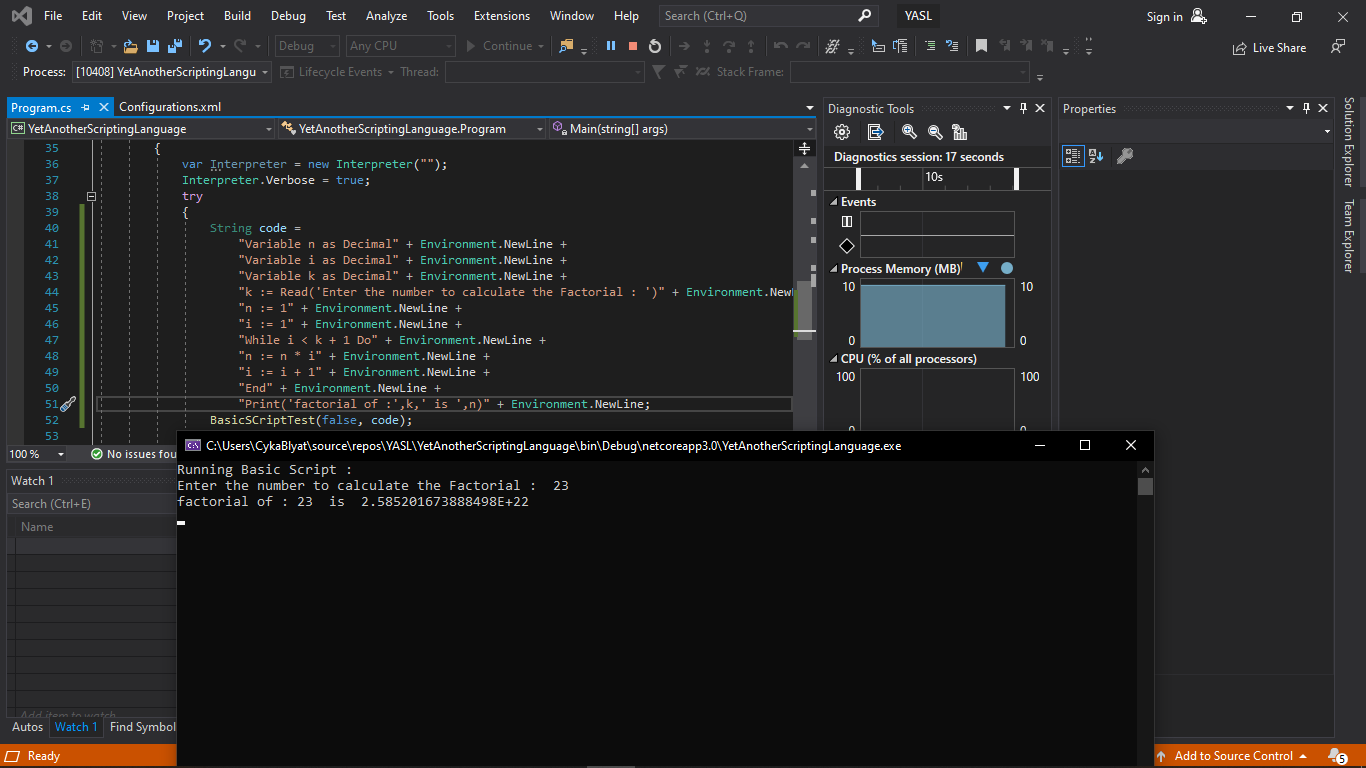 File Edit View Project Build Debug Test Analyze Tools Extensions Window Help Search (Ctrl+Q) YASL Sign in
Debug Any CPU Continue Live Share
Process: [10408] YetAnotherScriptingLangu Lifecycle Events Thread: Stack Frame:
Program.cs Configurations.xml
C# YetAnotherScriptingLanguage YetAnotherScriptingLanguage.Program Main(string[] args)
35 {
36 var Interpreter = new Interpreter("");
37 Interpreter.Verbose = true;
38 try
39 {
40 String code =
41 "Variable n as Decimal" + Environment.NewLine +
42 "Variable i as Decimal" + Environment.NewLine +
43 "Variable k as Decimal" + Environment.NewLine +
44 "k := Read('Enter the number to calculate the Factorial : ')" + Environment.NewL
45 "n := 1" + Environment.NewLine +
46 "i := 1" + Environment.NewLine +
47 "While i < k + 1 Do" + Environment.NewLine +
48 "n := n * i" + Environment.NewLine +
49 "i := i + 1" + Environment.NewLine +
50 "End" + Environment.NewLine +
51 "Print('factorial of :',k,' is ',n)" + Environment.NewLine;
52 BasicSCriptTest(false, code);
53
100 % No issues fou
Diagnostic Tools
Diagnostics session: 17 seconds
10s
Events
Process Memory (MB)
10 10
0 0
CPU (% of all processors)
100 100
0 0
Properties
Solution Explorer
Team Explorer
Watch 1
Search (Ctrl+E)
Name
Add item to watch
Autos Watch 1 Find Symbol
C:\Users\CykaBlyat\source\repos\YASL\YetAnotherScriptingLanguage\bin\Debug\netcoreapp3.0\YetAnotherScriptingLanguage.exe
Running Basic Script :
Enter the number to calculate the Factorial :  23
factorial of : 23  is  2.585201673888498E+22
Ready Add to Source Control 5